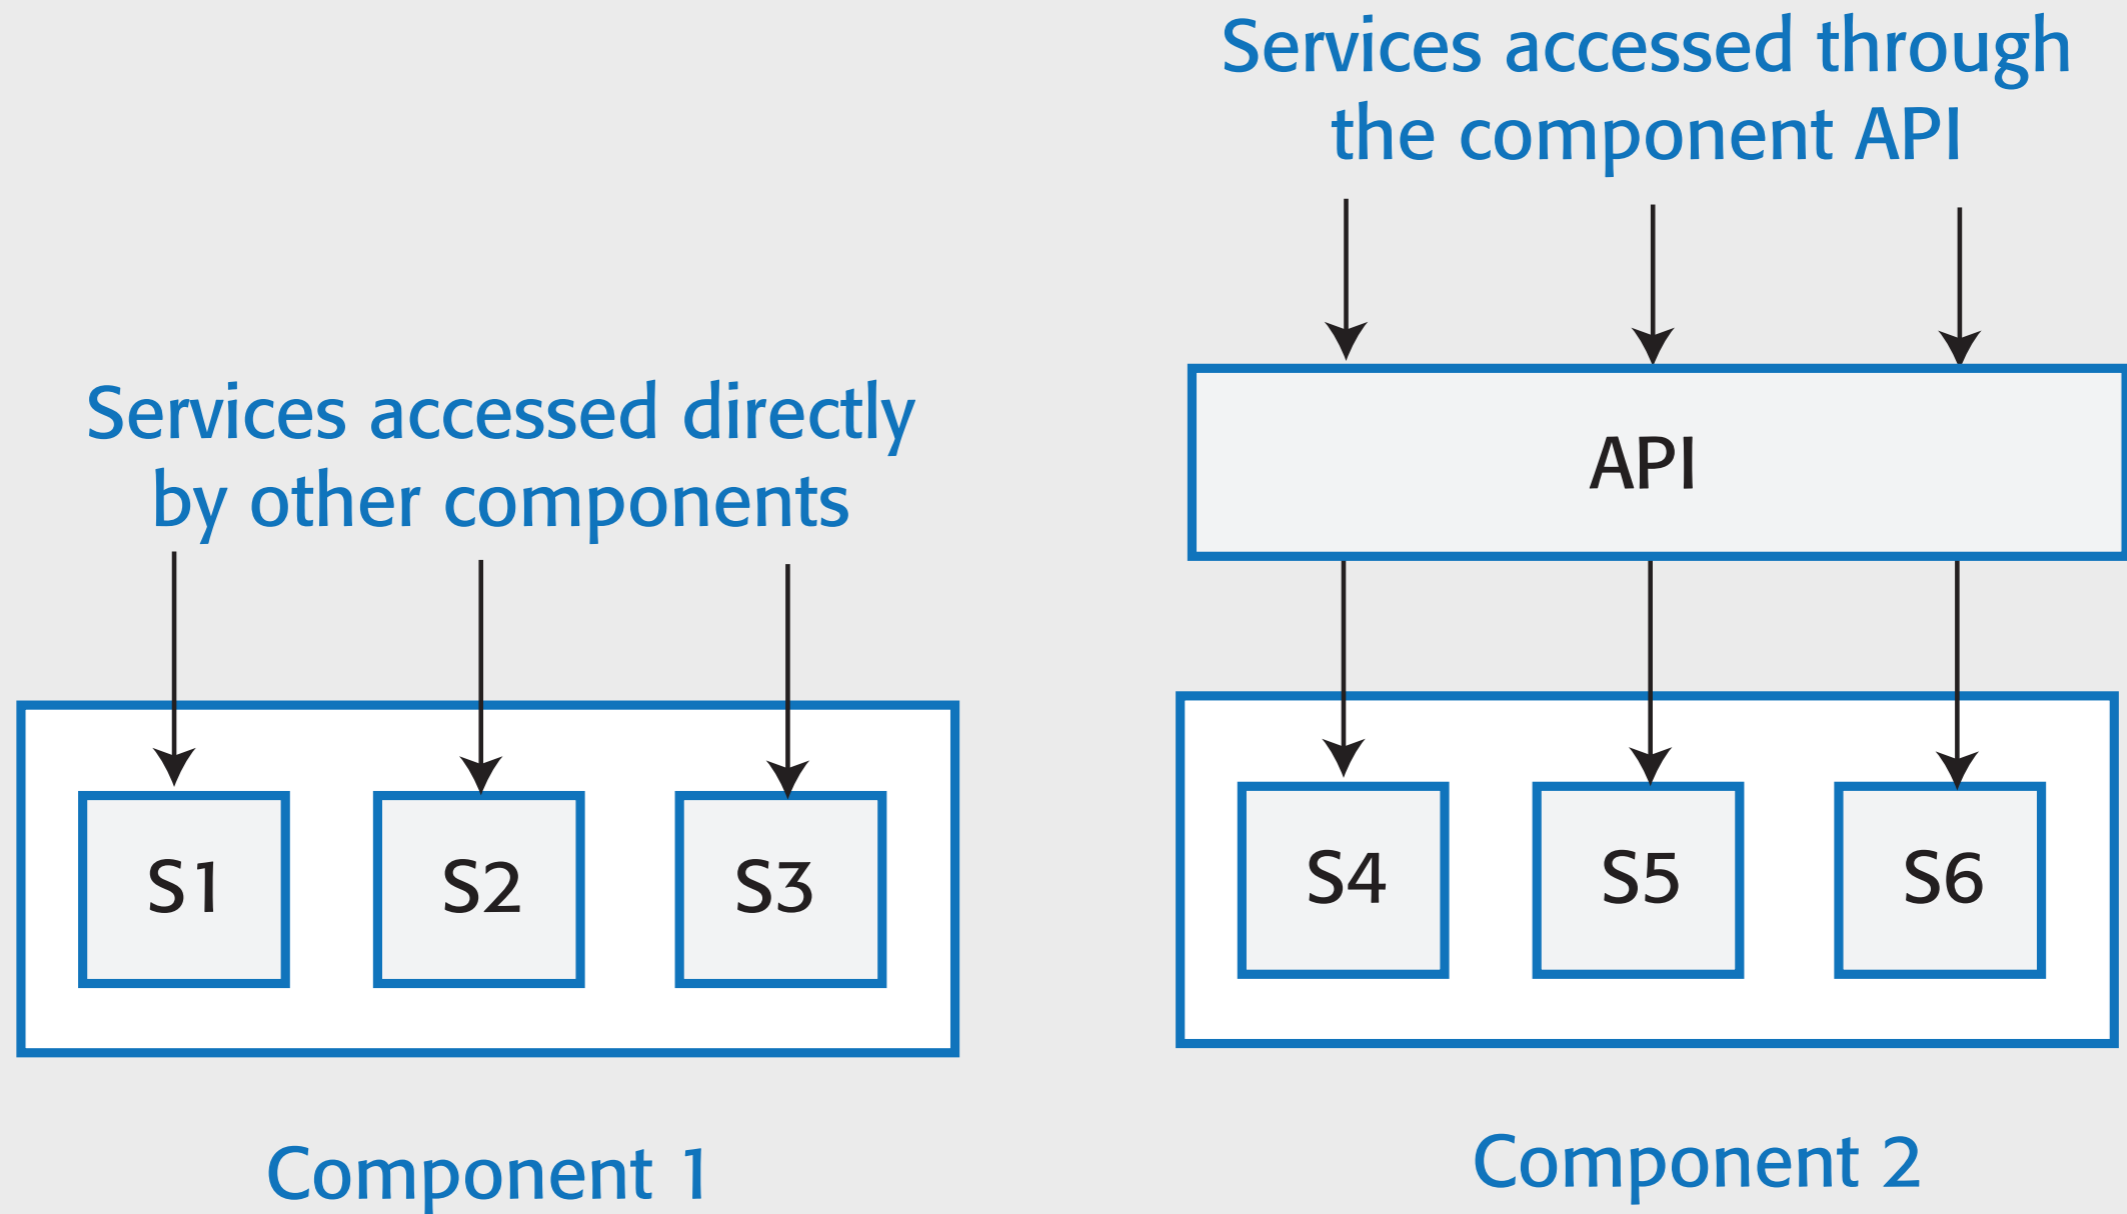 Services accessed directly
by other components
S1
S2
S3
Component 1
Services accessed through
the component API
API
S4
S5
S6
Component 2